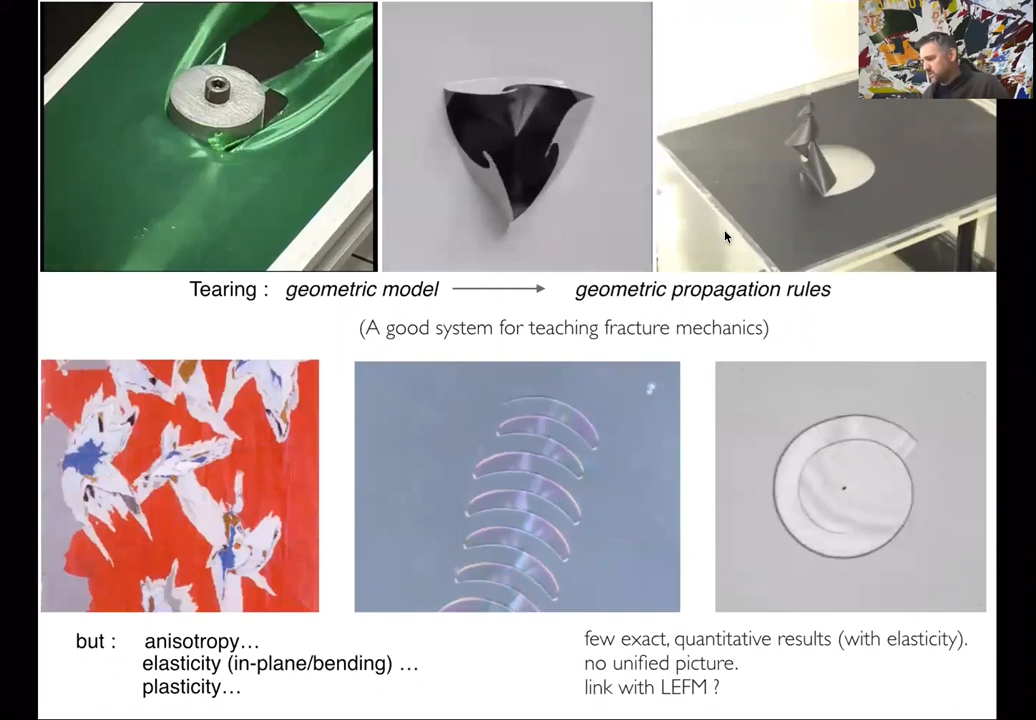 Tearing : geometric model ⟶ geometric propagation rules
(A good system for teaching fracture mechanics)
but : anisotropy…
elasticity (in-plane/bending) …
plasticity…
few exact, quantitative results (with elasticity).
no unified picture.
link with LEFM ?